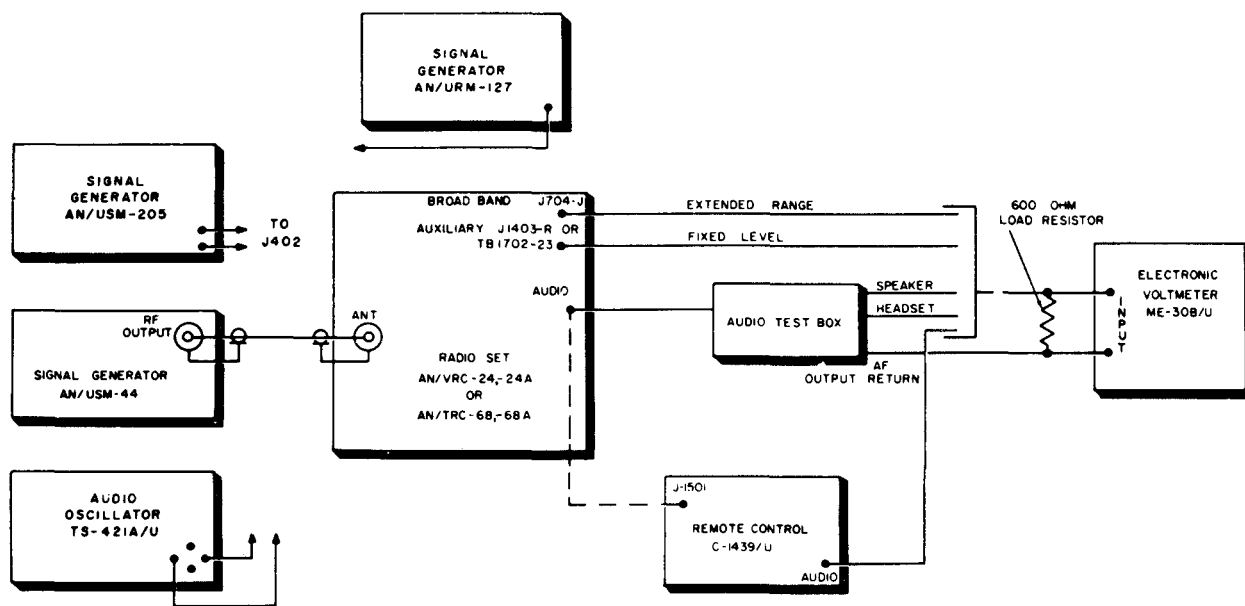 SIGNAL
GENERATOR
AN/URM-127
SIGNAL
GENERATOR
AN/USM-205
TO
J402
BROAD BAND J704-J
AUXILIARY J1403-R OR
TB1702-23
EXTENDED RANGE
FIXED LEVEL
600 OHM
LOAD RESISTOR
ELECTRONIC
VOLTMETER
ME-30B/U
INPUT
AUDIO
SPEAKER
HEADSET
AUDIO TEST BOX
AF
OUTPUT RETURN
RF
OUTPUT
ANT
SIGNAL GENERATOR
AN/USM-44
RADIO SET
AN/VRC-24,-24A
OR
AN/TRC-68,-68A
AUDIO
OSCILLATOR
TS-421A/U
J-1501
REMOTE CONTROL
C-1439/U
AUDIO